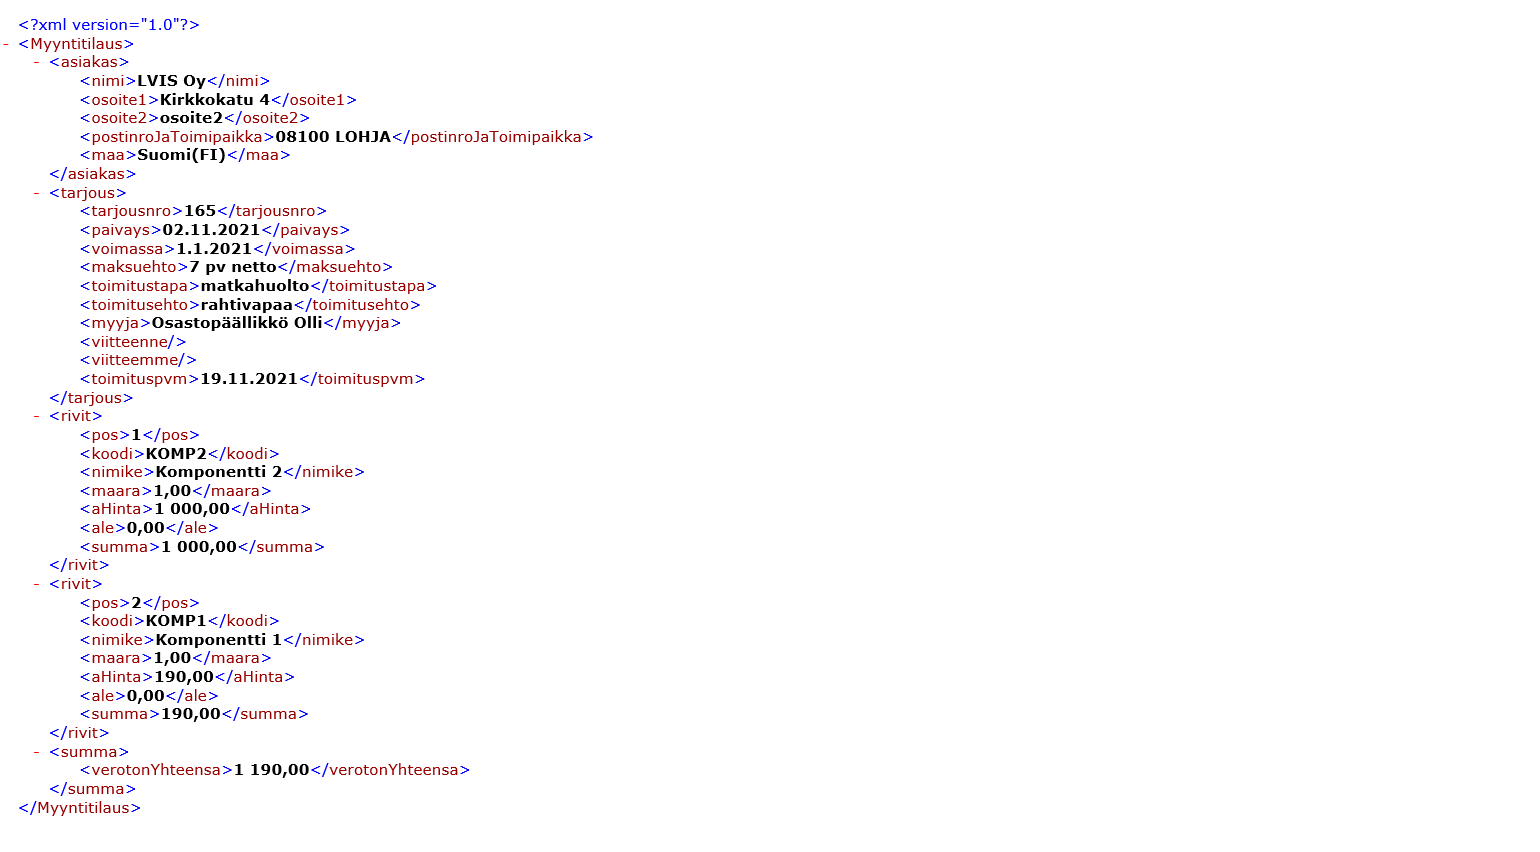 <?xml version="1.0"?>
- <Myyntitilaus>
- <asiakas>
<nimi>LVIS Oy</nimi>
<osoite1>Kirkkokatu 4</osoite1>
<osoite2>osoite2</osoite2>
<postinroJaToimipaikka>08100 LOHJA</postinroJaToimipaikka>
<maa>Suomi(FI)</maa>
</asiakas>
- <tarjous>
<tarjousnro>165</tarjousnro>
<paivays>02.11.2021</paivays>
<voimassa>1.1.2021</voimassa>
<maksuehto>7 pv netto</maksuehto>
<toimitustapa>matkahuolto</toimitustapa>
<toimitusehto>rahtivapaa</toimitusehto>
<myyja>Osastopäällikkö Olli</myyja>
<viitteenne/>
<viitteemme/>
<toimituspvm>19.11.2021</toimituspvm>
</tarjous>
- <rivit>
<pos>1</pos>
<koodi>KOMP2</koodi>
<nimike>Komponentti 2</nimike>
<maara>1,00</maara>
<aHinta>1 000,00</aHinta>
<ale>0,00</ale>
<summa>1 000,00</summa>
</rivit>
- <rivit>
<pos>2</pos>
<koodi>KOMP1</koodi>
<nimike>Komponentti 1</nimike>
<maara>1,00</maara>
<aHinta>190,00</aHinta>
<ale>0,00</ale>
<summa>190,00</summa>
</rivit>
- <summa>
<verotonYhteensa>1 190,00</verotonYhteensa>
</summa>
</Myyntitilaus>